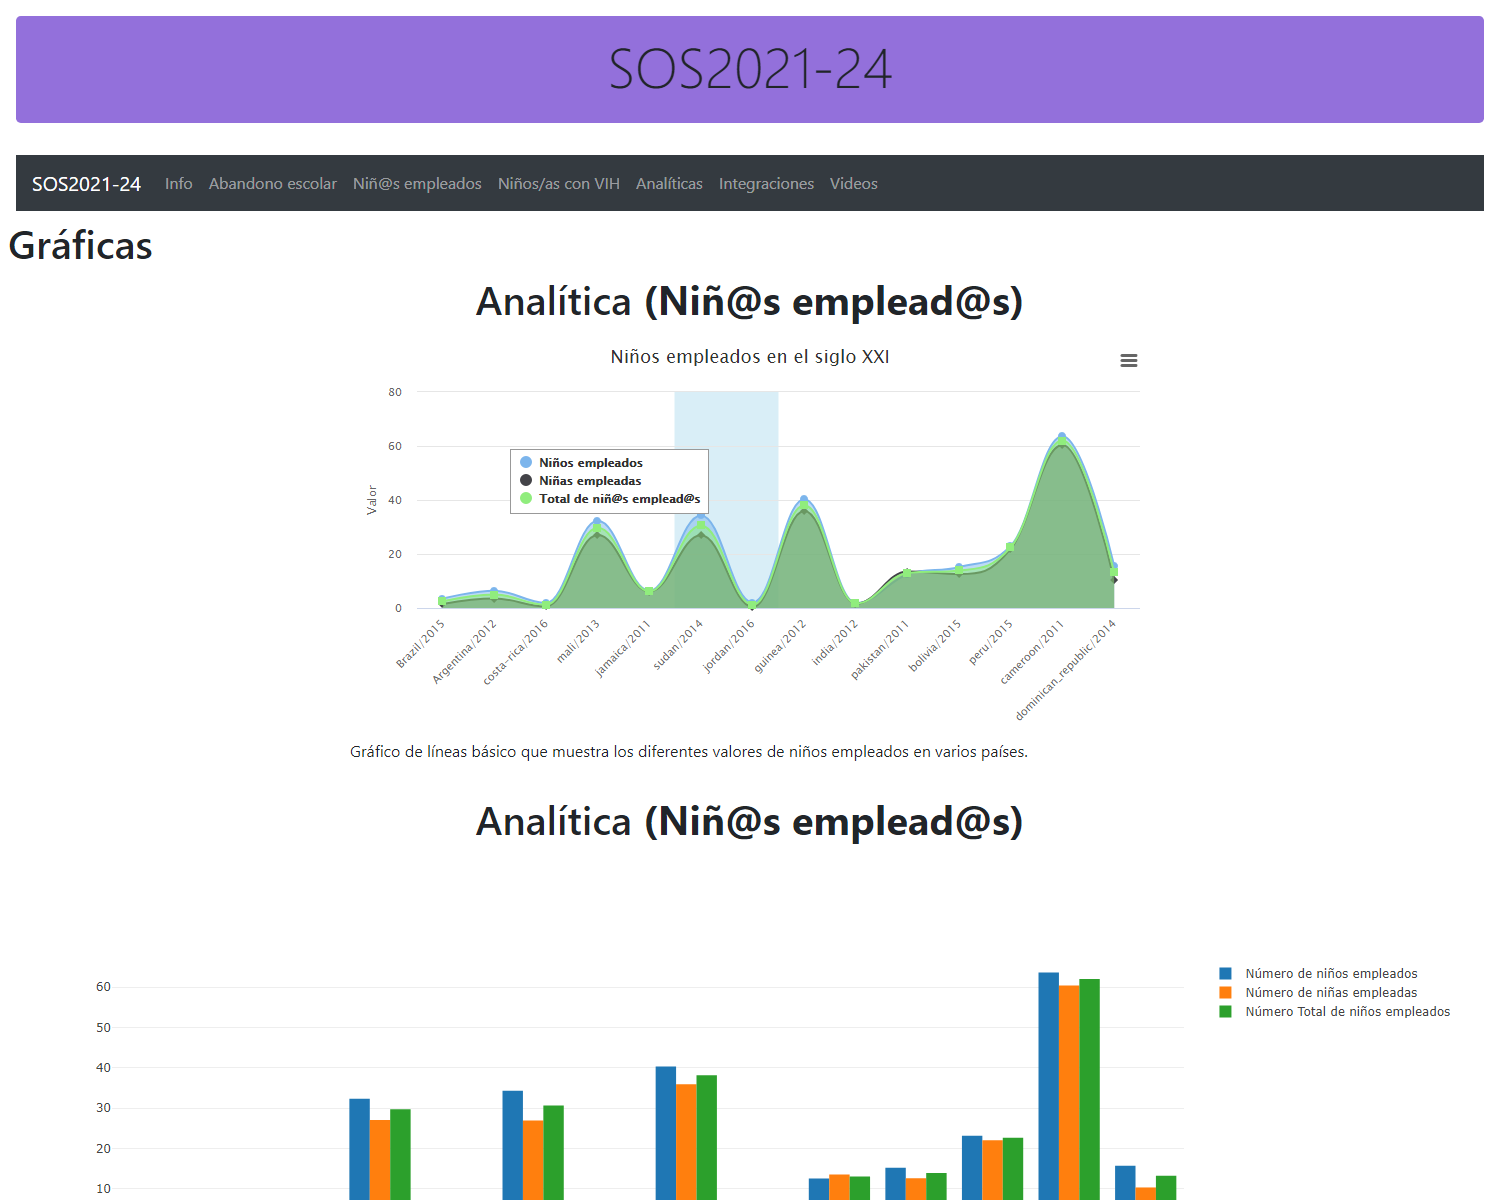 SOS2021-24
SOS2021-24 Info Abandono escolar Niñ@s empleados Niños/as con VIH Analíticas Integraciones Videos
Gráficas
Analítica (Niñ@s emplead@s)
Niños empleados en el siglo XXI
80
60
40
20
0
Valor
Niños empleados
Niñas empleadas
Total de niñ@s emplead@s
Brazil/2015
Argentina/2012
costa-rica/2016
mali/2013
jamaica/2011
sudan/2014
jordan/2016
guinea/2012
india/2012
pakistan/2011
bolivia/2015
peru/2015
cameroon/2011
dominican_republic/2014
Gráfico de líneas básico que muestra los diferentes valores de niños empleados en varios países.
Analítica (Niñ@s emplead@s)
60
50
40
30
20
10
Número de niños empleados
Número de niñas empleadas
Número Total de niños empleados